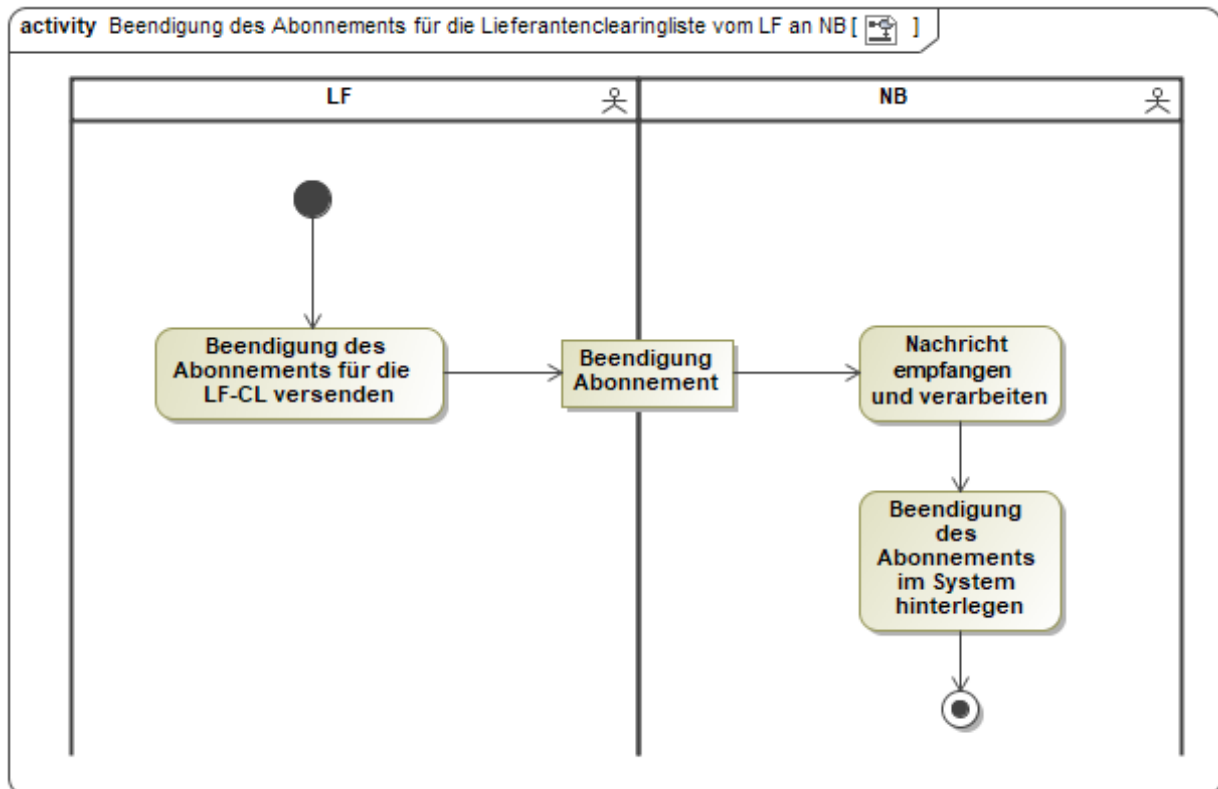 activity Beendigung des Abonnements für die Lieferantenclearingliste vom LF an NB [ ]
LF
NB
Beendigung des
Abonnements für die
LF-CL versenden
Beendigung
Abonnement
Nachricht
empfangen
und verarbeiten
Beendigung
des
Abonnements
im System
hinterlegen